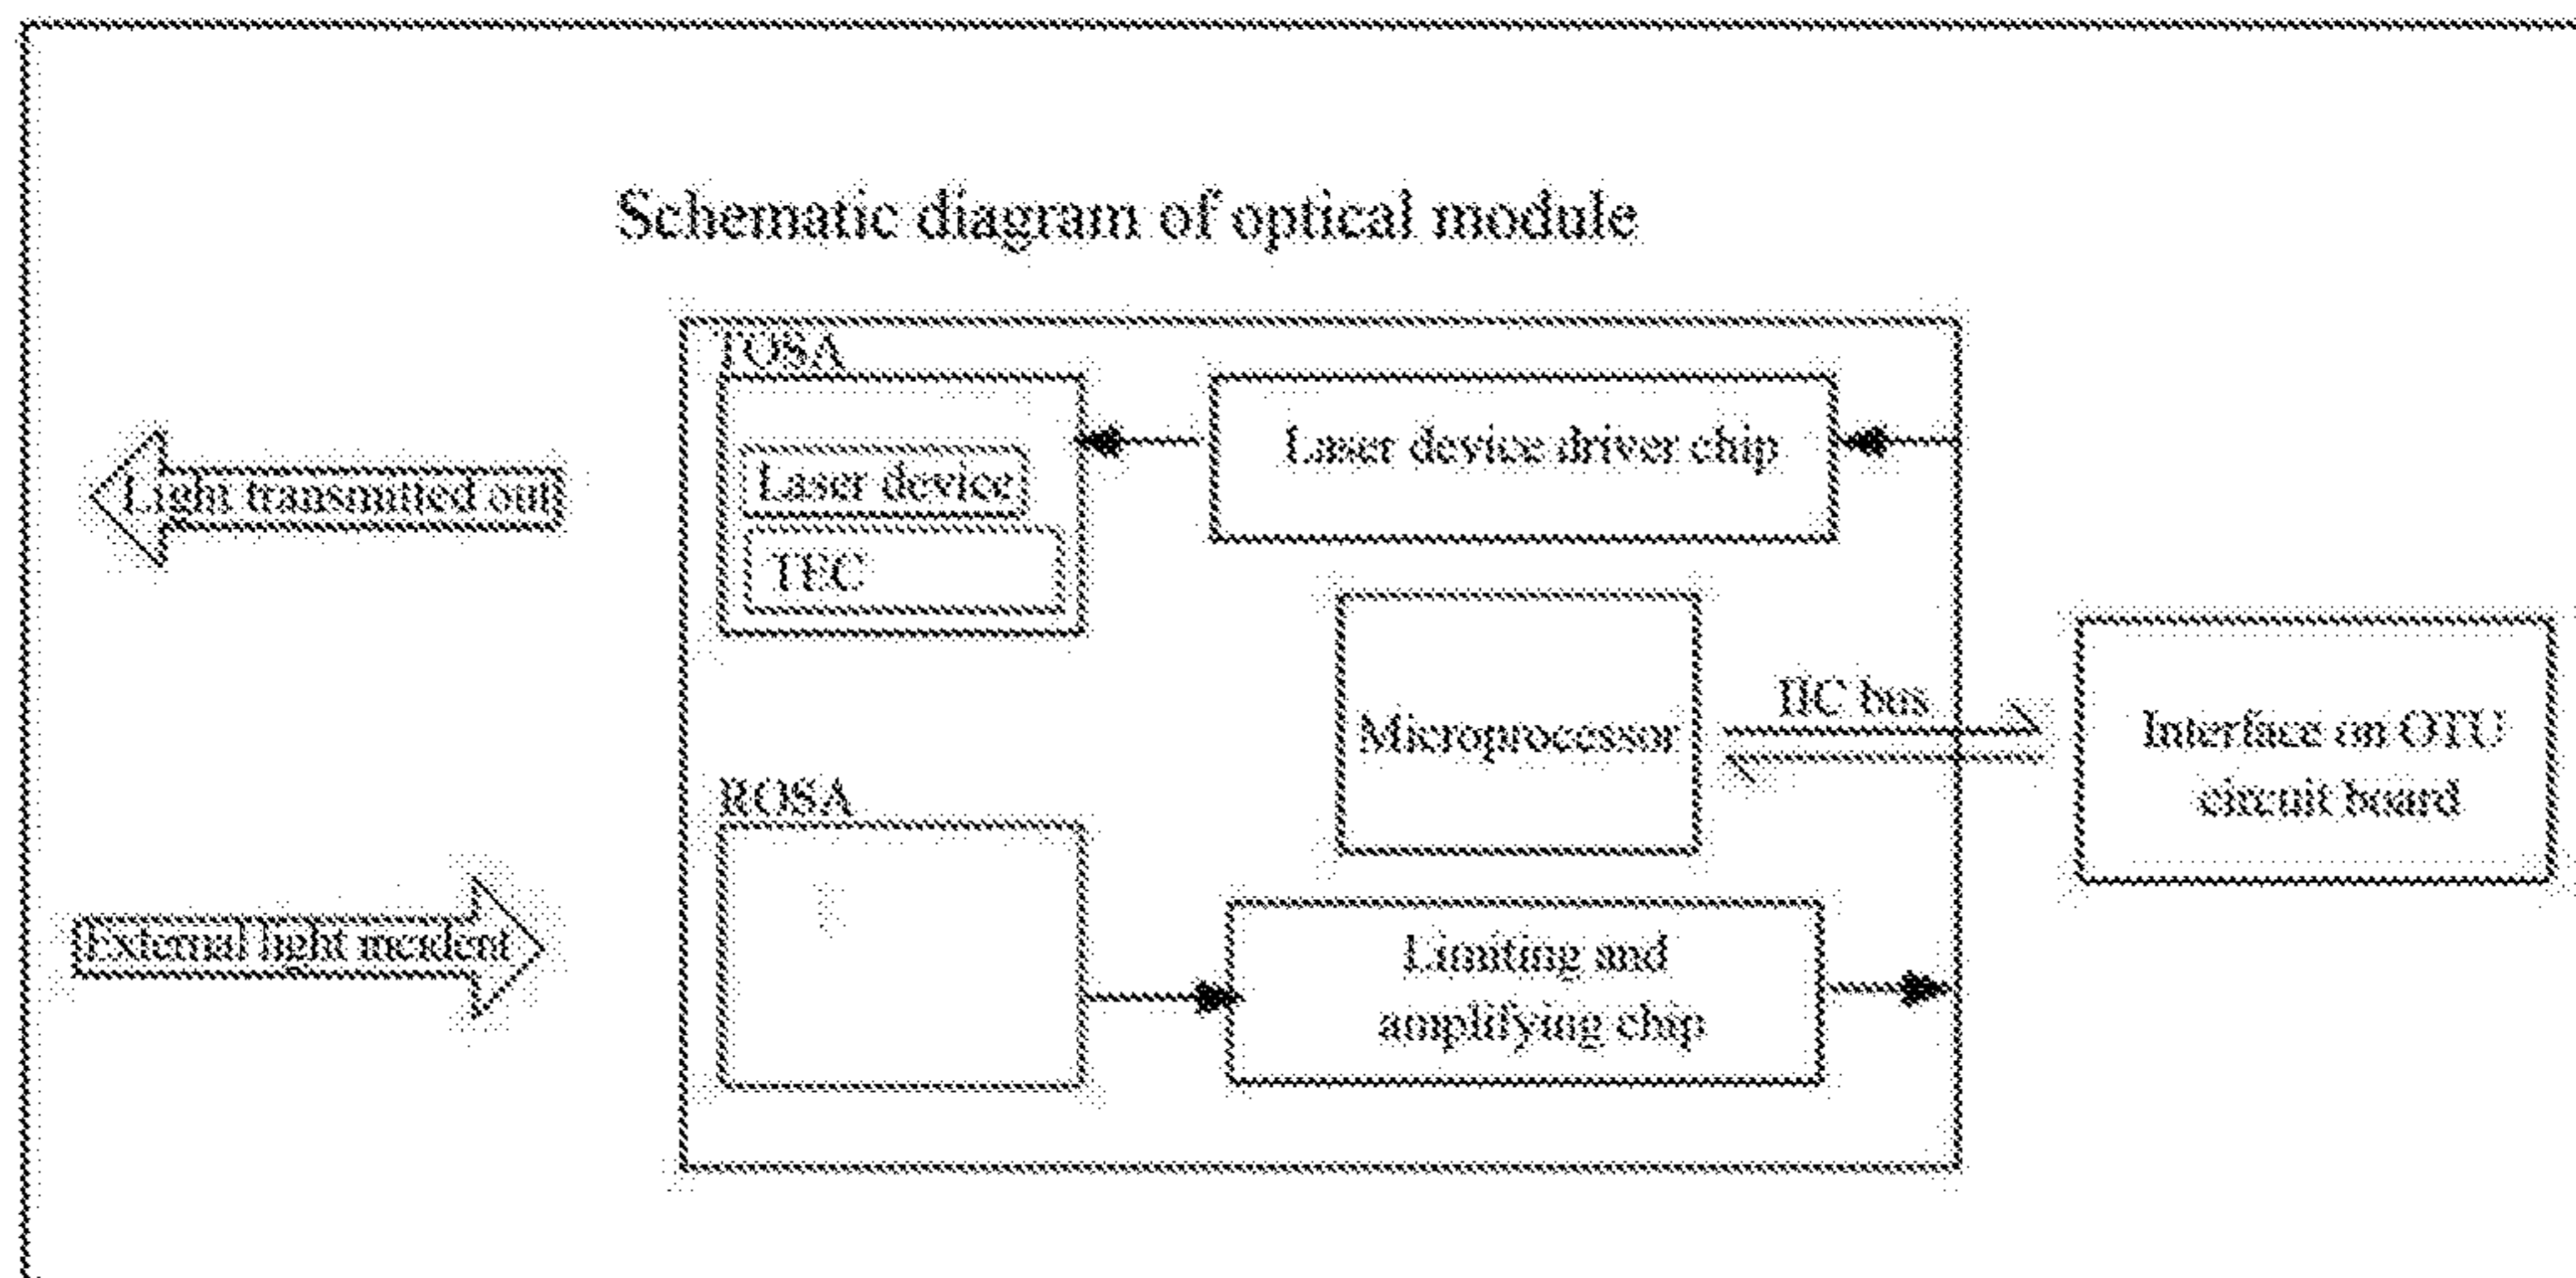 Schematic diagram of optical module
TOSA
Laser device driver chip
Light transmitted out
Laser device
TEC
IIC bus
Microprocessor
Interface on OTU
circuit board
ROSA
External light incident
Limiting and
amplifying chip